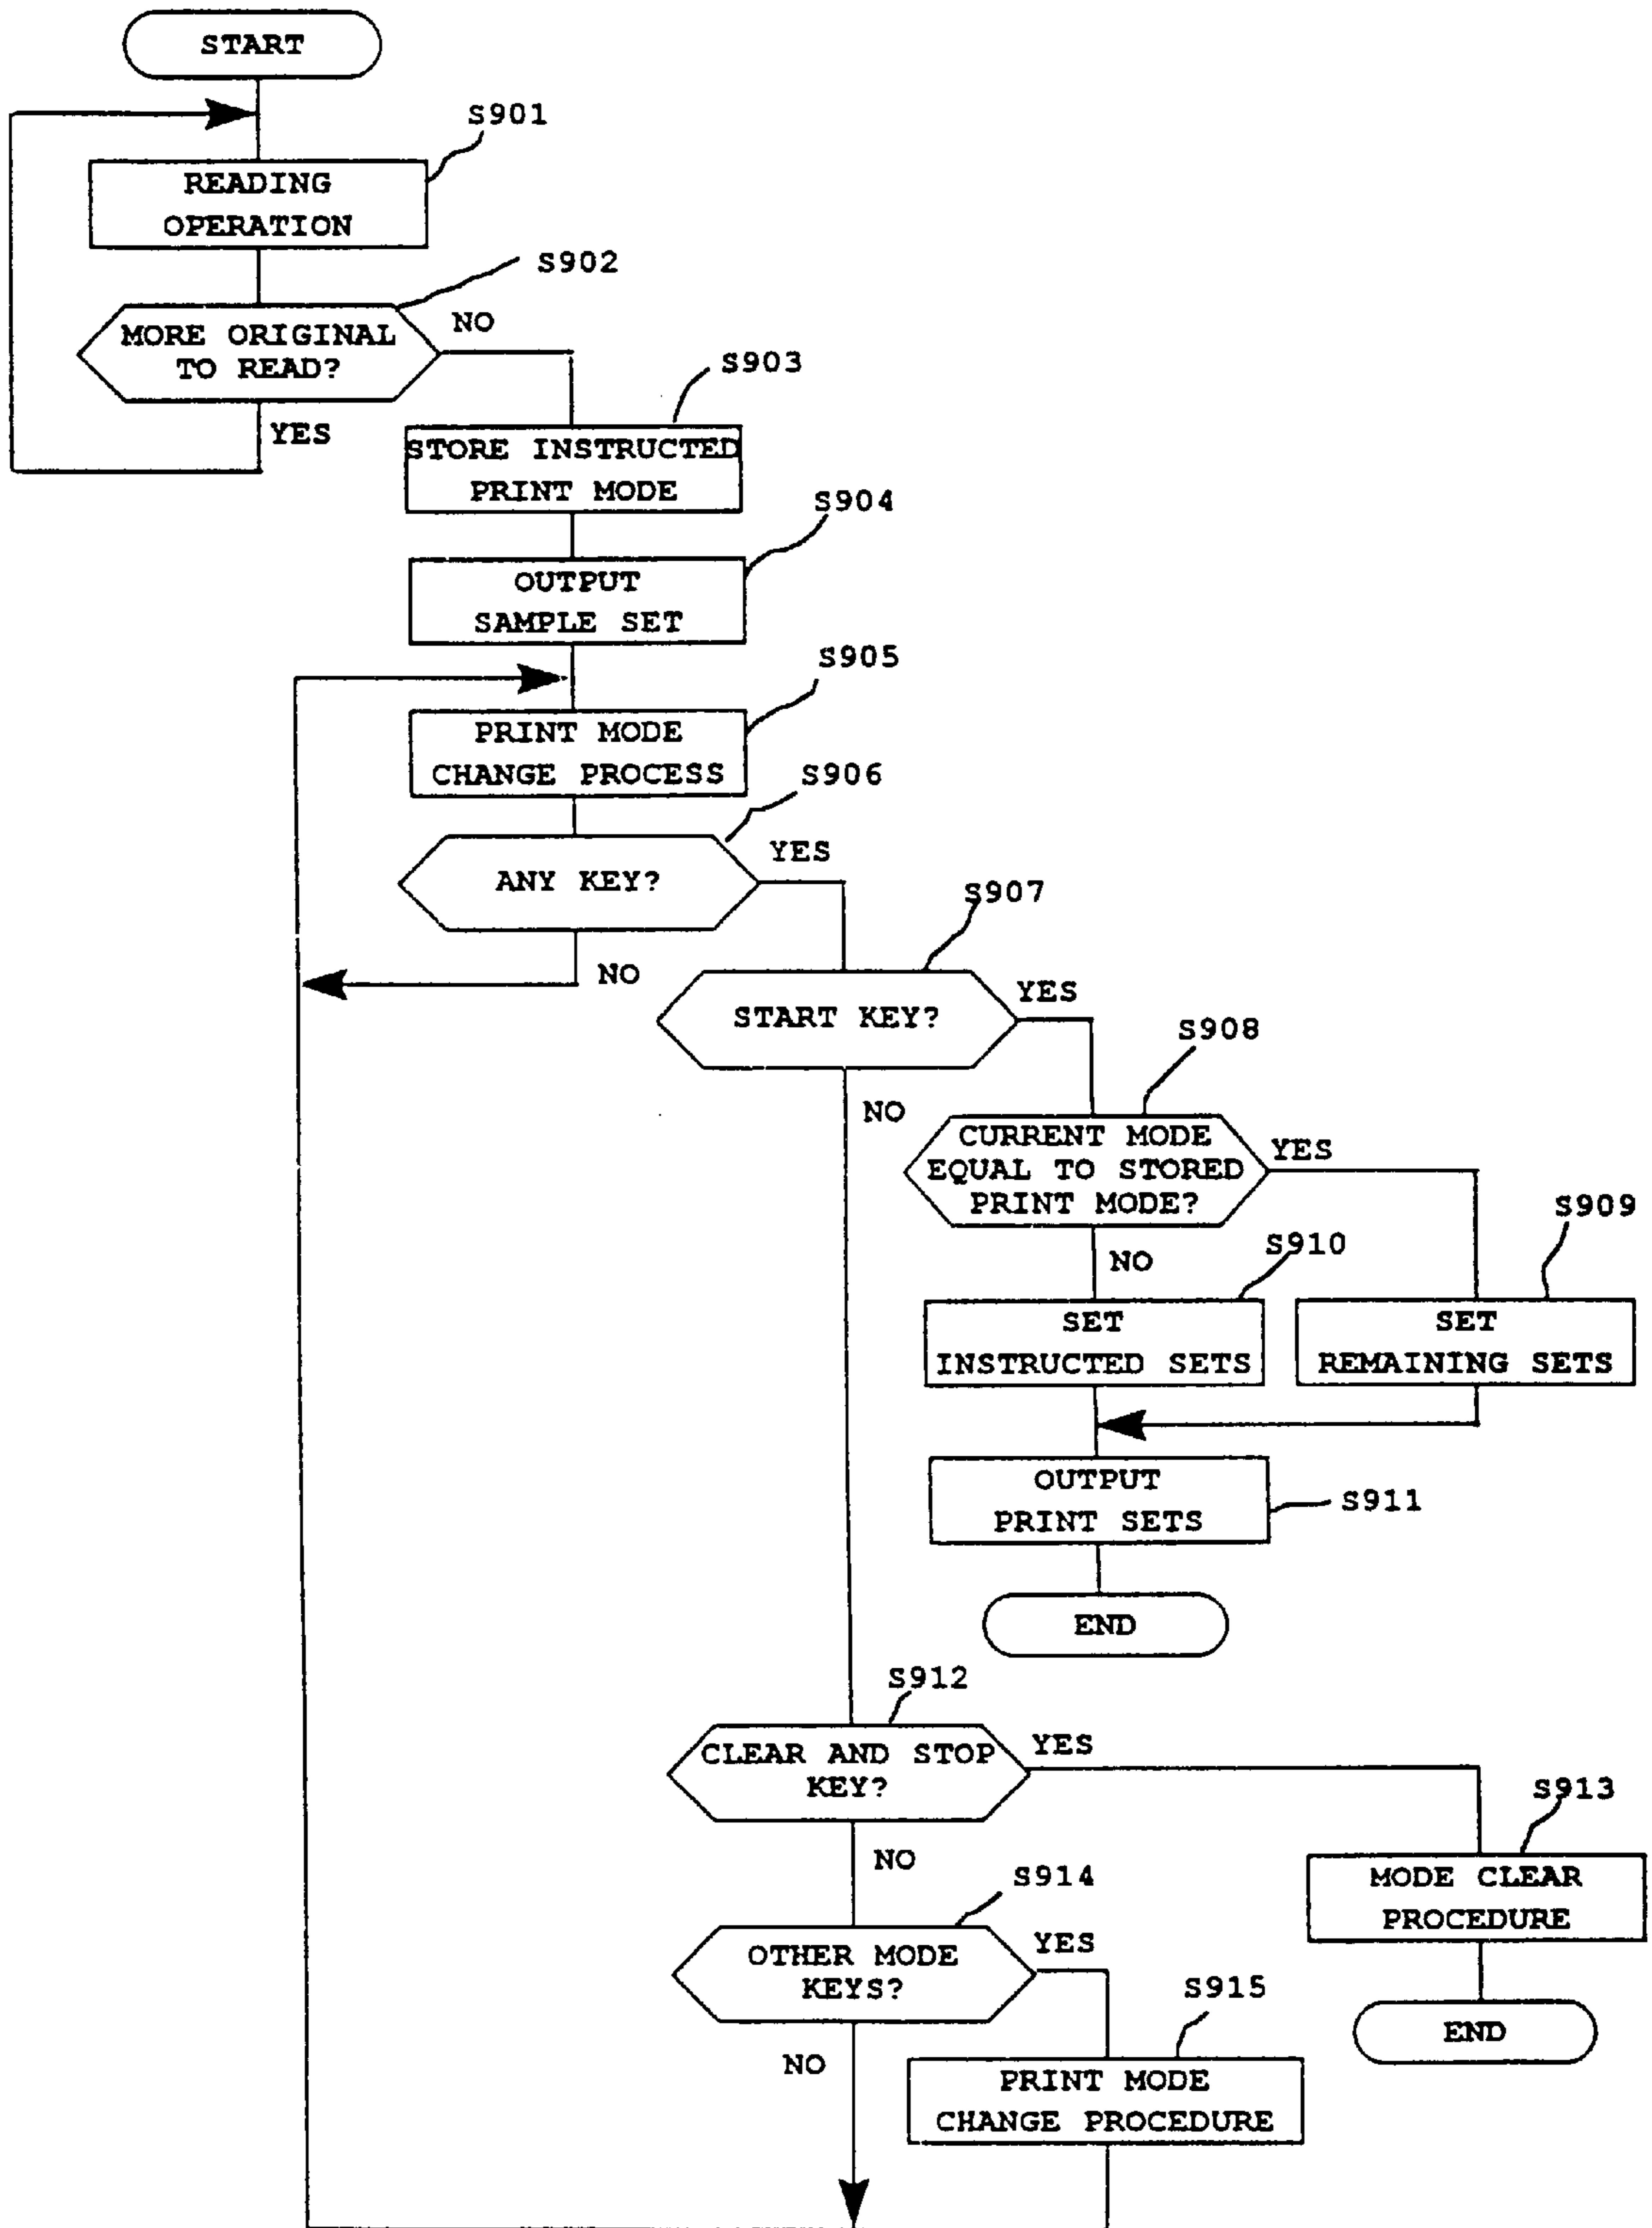 START
S901
READING
OPERATION
S902
MORE ORIGINAL
TO READ?
NO
YES
S903
STORE INSTRUCTED
PRINT MODE
S904
OUTPUT
SAMPLE SET
S905
PRINT MODE
CHANGE PROCESS
S906
ANY KEY?
YES
NO
S907
START KEY?
YES
NO
S908
CURRENT MODE
EQUAL TO STORED
PRINT MODE?
YES
NO
S909
S910
SET
INSTRUCTED SETS
SET
REMAINING SETS
OUTPUT
PRINT SETS
S911
END
S912
CLEAR AND STOP
KEY?
YES
NO
S913
MODE CLEAR
PROCEDURE
END
S914
OTHER MODE
KEYS?
YES
NO
S915
PRINT MODE
CHANGE PROCEDURE